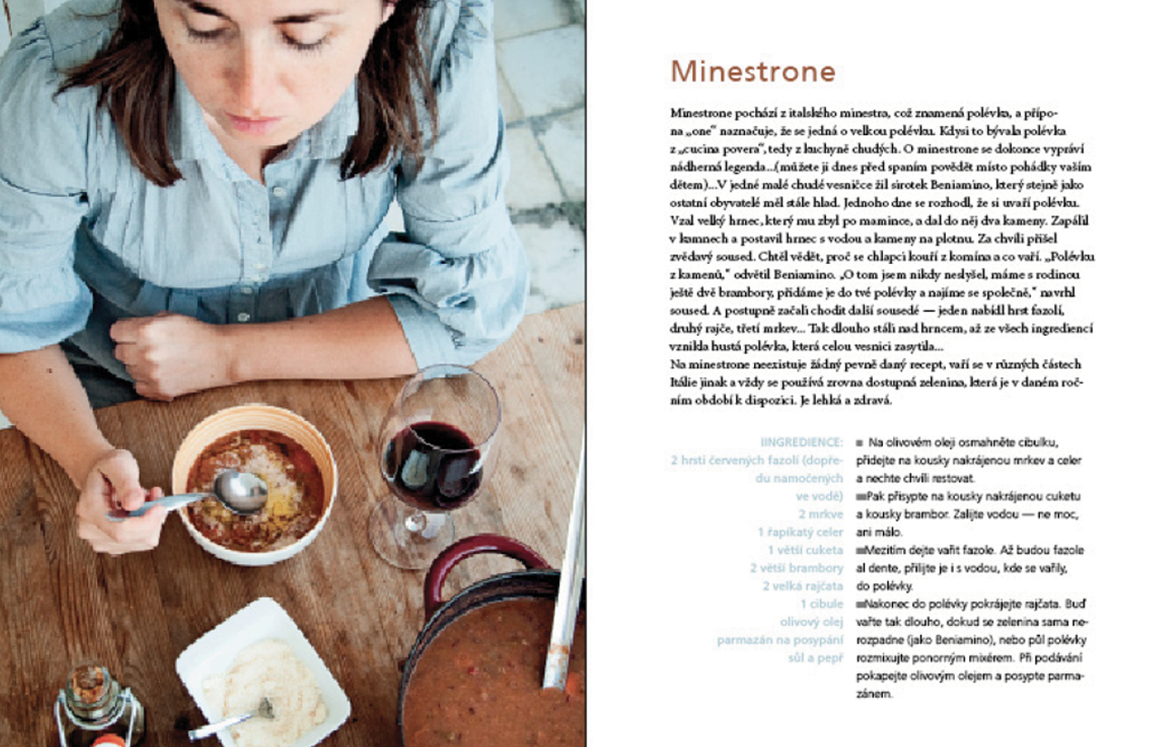 Minestrone
Minestrone pochází z italského minestra, což znamená polévka, a přípo-
na „one“ naznačuje, že se jedná o velkou polévku. Kdysi to bývala polévka
z „cucina povera“, tedy z kuchyně chudých. O minestrone se dokonce vypráví
nádherná legenda...(můžete ji dnes před spaním povědět místo pohádky vaším
dětem)...V jedné malé chudé vesničce žil sirotek Beniamino, který stejně jako
ostatní obyvatelé měl stále hlad. Jednoho dne se rozhodl, že si uvaří polévku.
Vzal velký hrnec, který mu zbyl po mamince, a dal do něj dva kameny. Zapálil
v kamnech a postavil hrnec s vodou a kameny na plotnu. Za chvíli přišel
zvědavý soused. Chtěl vědět, proč se chlapci kouří z komína a co vaří. „Polévku
z kamenů,“ odvětil Beniamino. „O tom jsem nikdy neslyšel, máme s rodinou
ještě dvě brambory, přidáme je do tvé polévky a najíme se společně,“ navrhl
soused. A postupně začali chodit další sousedé — jeden nabídl hrst fazolí,
druhý rajče, třetí mrkev... Tak dlouho stáli nad hrncem, až ze všech ingrediencí
vznikla hustá polévka, která celou vesnici zasytila...
Na minestrone neexistuje žádný pevně daný recept, vaří se v různých částech
Itálie jinak a vždy se používá zrovna dostupná zelenina, která je v daném roč-
ním období k dispozici. Je lehká a zdravá.
IINGREDIENCE:
2 hrsti červených fazolí (dopře-
du namočených
ve vodě)
2 mrkve
1 řapíkatý celer
1 větší cuketa
2 větší brambory
2 velká rajčata
1 cibule
olivový olej
parmazán na posypání
sůl a pepř
■ Na olivovém oleji osmahněte cibulku,
přidejte na kousky nakrájenou mrkev a celer
a nechte chvíli restovat.
■Pak přisypte na kousky nakrájenou cuketu
a kousky brambor. Zalijte vodou — ne moc,
ani málo.
■Mezitím dejte vařit fazole. Až budou fazole
al dente, přilijte je i s vodou, kde se vařily,
do polévky.
■Nakonec do polévky pokrájejte rajčata. Buď
vařte tak dlouho, dokud se zelenina sama ne-
rozpadne (jako Beniamino), nebo půl polévky
rozmixujte ponorným mixérem. Při podávání
pokapejte olivovým olejem a posypte parma-
zánem.